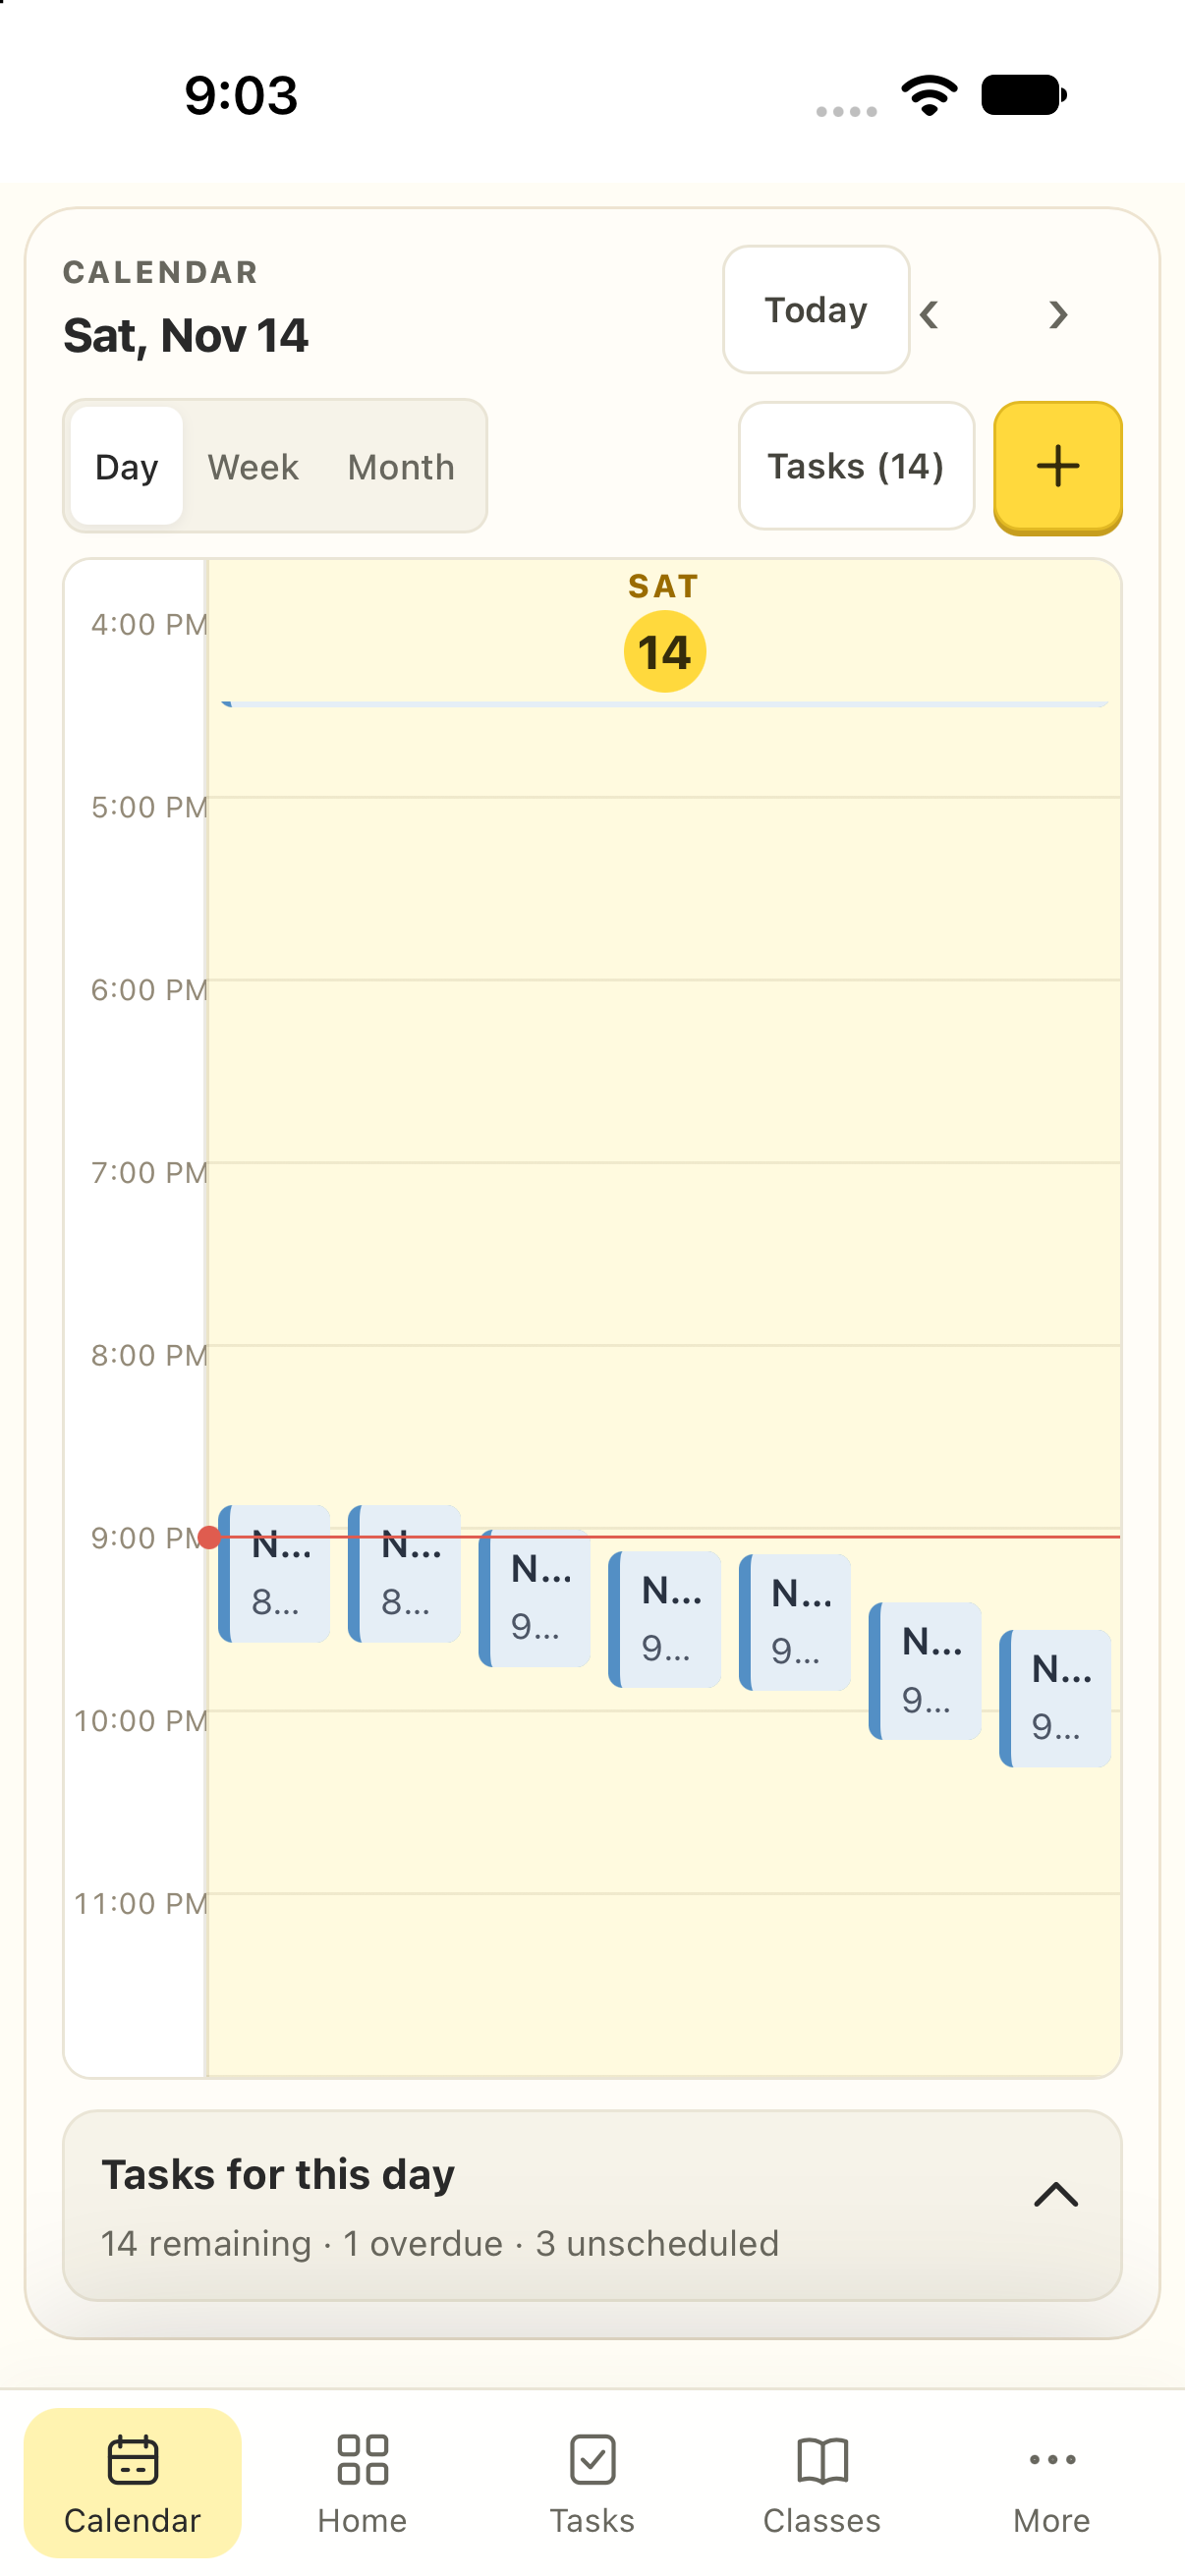 9:03
CALENDAR
Sat, Nov 14
Today
Day Week Month
Tasks (14)
SAT
14
4:00 PM
5:00 PM
6:00 PM
7:00 PM
8:00 PM
9:00 PM
10:00 PM
11:00 PM
N...
8...
N...
8...
N...
9...
N...
9...
N...
9...
N...
9...
N...
9...
Tasks for this day
14 remaining · 1 overdue · 3 unscheduled
Calendar Home Tasks Classes More